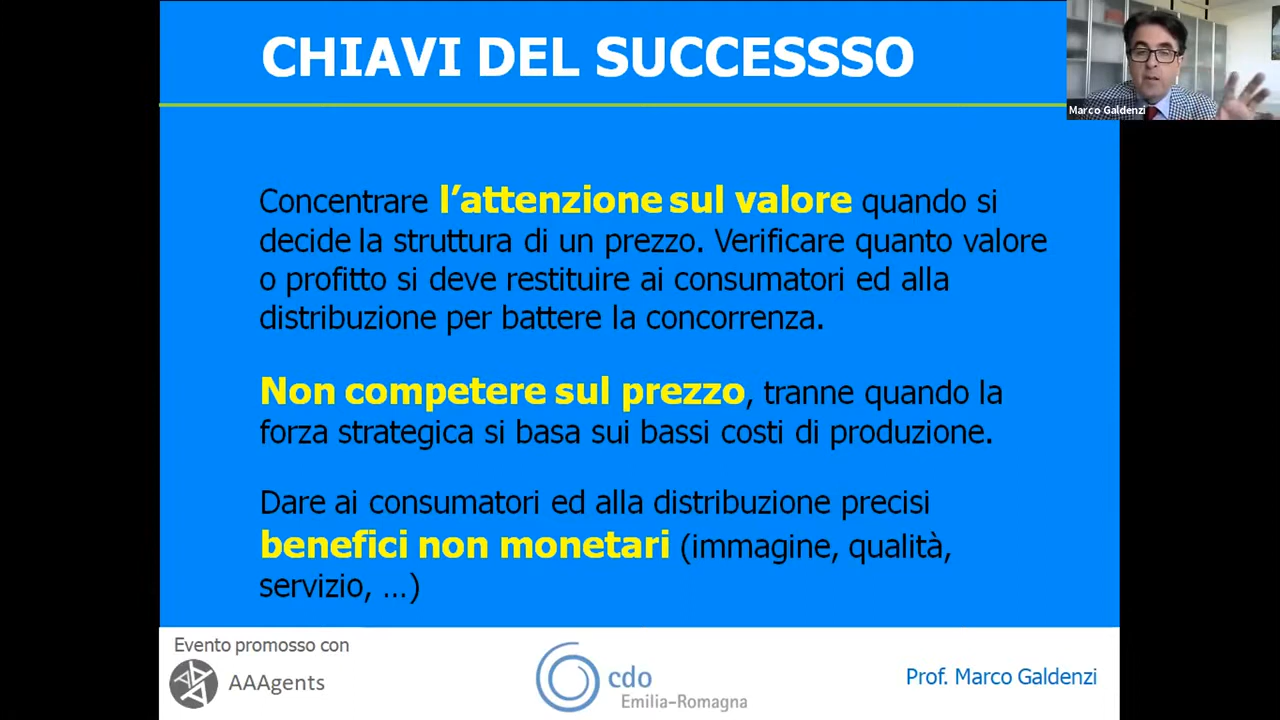 CHIAVI DEL SUCCESSSO
Marco Galdenzi
Concentrare l’attenzione sul valore quando si
decide la struttura di un prezzo. Verificare quanto valore
o profitto si deve restituire ai consumatori ed alla
distribuzione per battere la concorrenza.
Non competere sul prezzo, tranne quando la
forza strategica si basa sui bassi costi di produzione.
Dare ai consumatori ed alla distribuzione precisi
benefici non monetari (immagine, qualità,
servizio, ...)
Evento promosso con
AAAgents
cdo
Emilia-Romagna
Prof. Marco Galdenzi